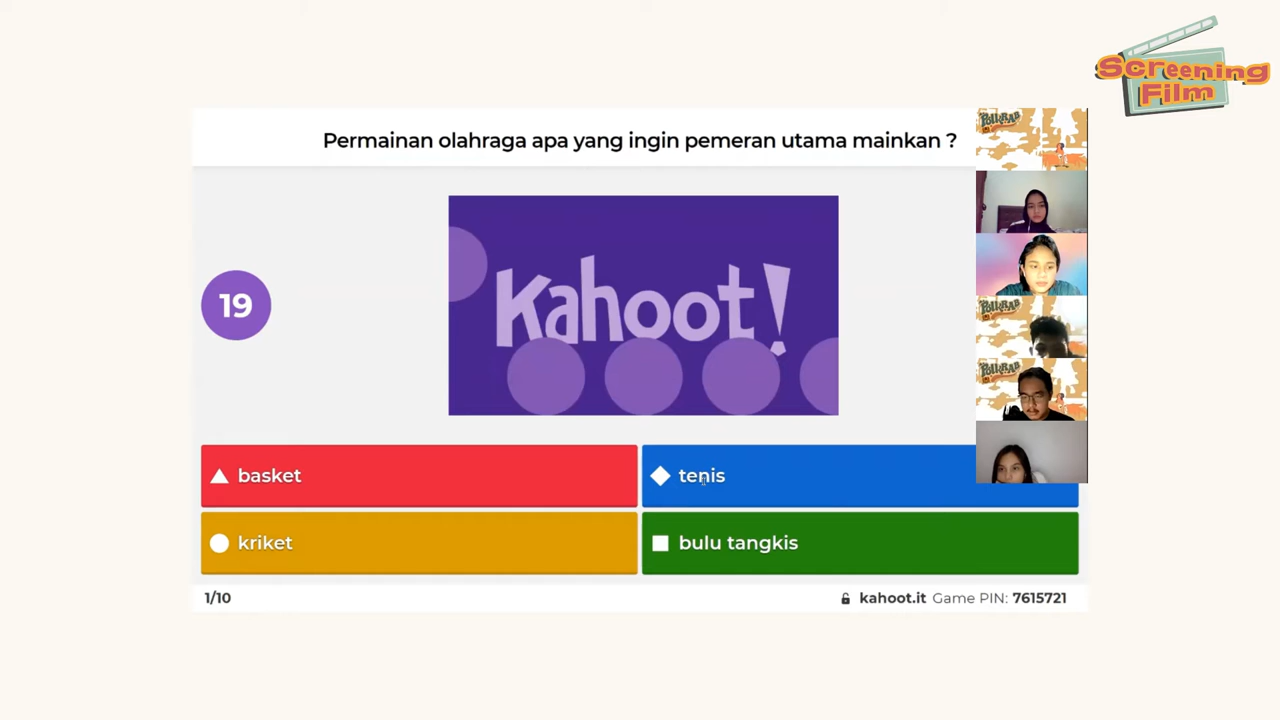 Screening
Film
Permainan olahraga apa yang ingin pemeran utama mainkan ?
19
Kahoot!
basket
tenis
kriket
bulu tangkis
1/10
kahoot.it Game PIN: 7615721